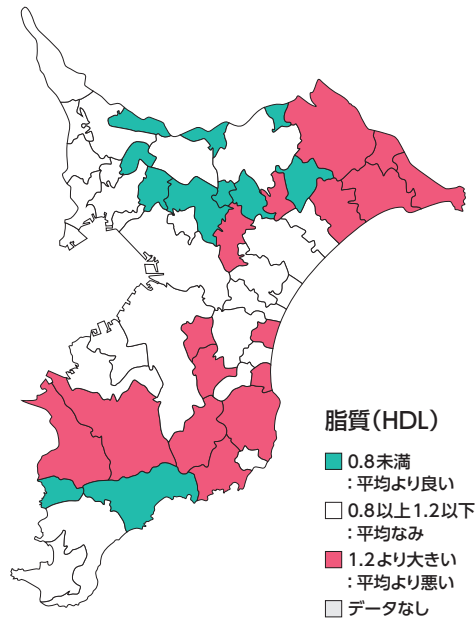 脂質(HDL)
0.8未満
:平均より良い
0.8以上1.2以下
:平均なみ
1.2より大きい
:平均より悪い
データなし